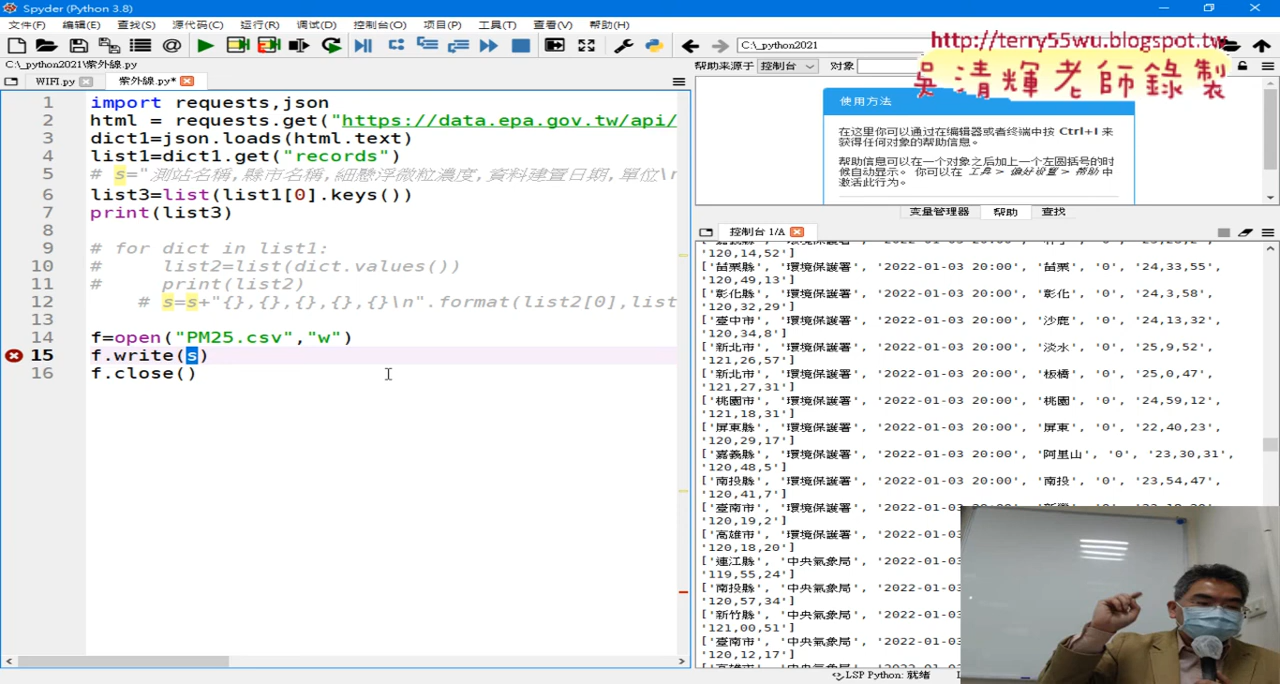 Spyder (Python 3.8)
文件(F) 编辑(E) 查找(S) 源代码(C) 运行(R) 调试(D) 控制台(O) 项目(P) 工具(T) 查看(V) 帮助(H)
C:\_python2021
C:\_python2021\紫外線.py
http://terry55wu.blogspot.tw
吳清輝老師錄製
WIFI.py
紫外線.py*
帮助来源于 控制台 对象
1 import requests,json
2 html = requests.get("https://data.epa.gov.tw/api/
3 dict1=json.loads(html.text)
4 list1=dict1.get("records")
5 # s="測站名稱,縣市名稱,細懸浮微粒濃度,資料建置日期,單位\n
6 list3=list(list1[0].keys())
7 print(list3)
8
9 # for dict in list1:
10 #     list2=list(dict.values())
11 #     print(list2)
12     # s=s+"{},{},{},{},{}\n".format(list2[0],list
13
14 f=open("PM25.csv","w")
15 f.write(s)
16 f.close()
使用方法
在这里你可以通过在编辑器或者终端中按 Ctrl+I 来
获得任何对象的帮助信息。
帮助信息可以在一个对象之后加上一个左圆括号的时
候自动显示。 你可以在 工具 > 偏好设置 > 帮助 中
激活此行为。
变量管理器 帮助 查找
控制台 1/A
'120,14,52']
['苗栗縣', '環境保護署', '2022-01-03 20:00', '苗栗', '0', '24,33,55',
'120,49,13']
['彰化縣', '環境保護署', '2022-01-03 20:00', '彰化', '0', '24,3,58',
'120,32,29']
['臺中市', '環境保護署', '2022-01-03 20:00', '沙鹿', '0', '24,13,32',
'120,34,8']
['新北市', '環境保護署', '2022-01-03 20:00', '淡水', '0', '25,9,52',
'121,26,57']
['新北市', '環境保護署', '2022-01-03 20:00', '板橋', '0', '25,0,47',
'121,27,31']
['桃園市', '環境保護署', '2022-01-03 20:00', '桃園', '0', '24,59,12',
'121,18,31']
['屏東縣', '環境保護署', '2022-01-03 20:00', '屏東', '0', '22,40,23',
'120,29,17']
['嘉義縣', '環境保護署', '2022-01-03 20:00', '阿里山', '0', '23,30,31',
'120,48,5']
['南投縣', '環境保護署', '2022-01-03 20:00', '南投', '0', '23,54,47',
'120,41,7']
['臺南市', '環境保護署', '2022-01-03 20:00',
'120,19,2']
['高雄市', '環境保護署', '2022-01-03
'120,18,20']
['連江縣', '中央氣象局', '2022-01-03
'119,55,24']
['南投縣', '中央氣象局', '2022-01-03
'120,57,34']
['新竹縣', '中央氣象局', '2022-01-03
'121,00,51']
['臺南市', '中央氣象局', '2022-01-03
'120,12,17']
LSP Python: 就绪